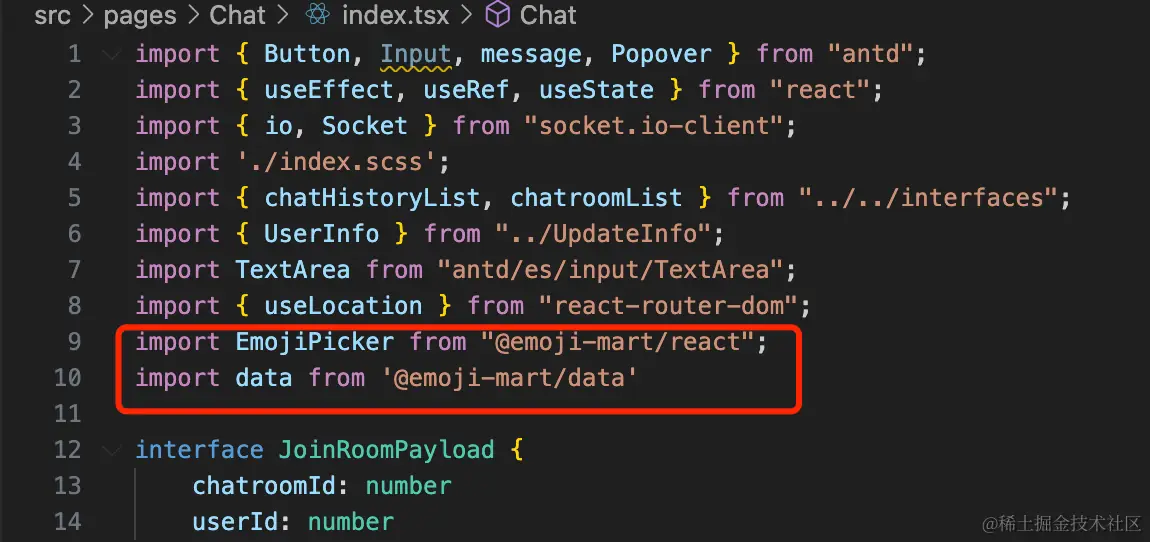 src > pages > Chat > index.tsx > Chat
1 import { Button, Input, message, Popover } from "antd";
2 import { useEffect, useRef, useState } from "react";
3 import { io, Socket } from "socket.io-client";
4 import './index.scss';
5 import { chatHistoryList, chatroomList } from "../../interfaces";
6 import { UserInfo } from "../UpdateInfo";
7 import TextArea from "antd/es/input/TextArea";
8 import { useLocation } from "react-router-dom";
9 import EmojiPicker from "@emoji-mart/react";
10 import data from '@emoji-mart/data'
11
12 interface JoinRoomPayload {
13 chatroomId: number
14 userId: number
@稀土掘金技术社区